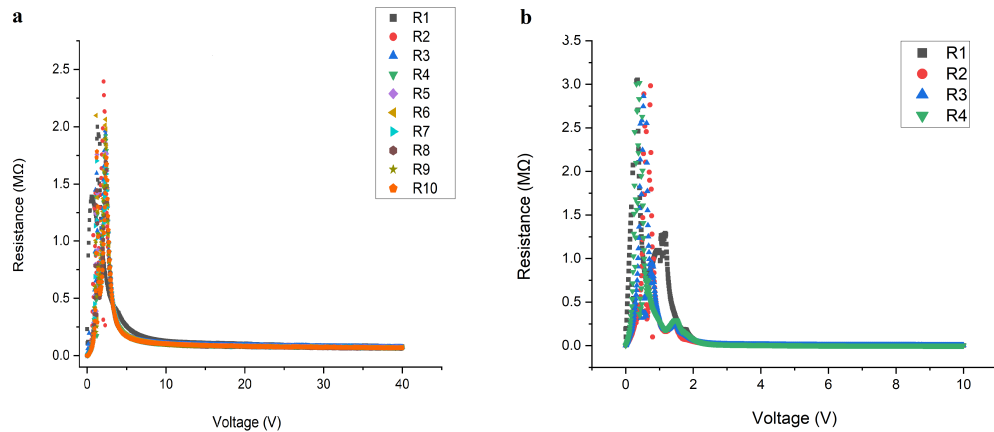 a
R1
R2
R3
R4
R5
R6
R7
R8
R9
R10
2.5
2.0
1.5
1.0
0.5
0.0
Resistance (MΩ)
0
10
20
30
40
Voltage (V)
b
R1
R2
R3
R4
3.5
3.0
2.5
2.0
1.5
1.0
0.5
0.0
Resistance (MΩ)
0
2
4
6
8
10
Voltage (V)